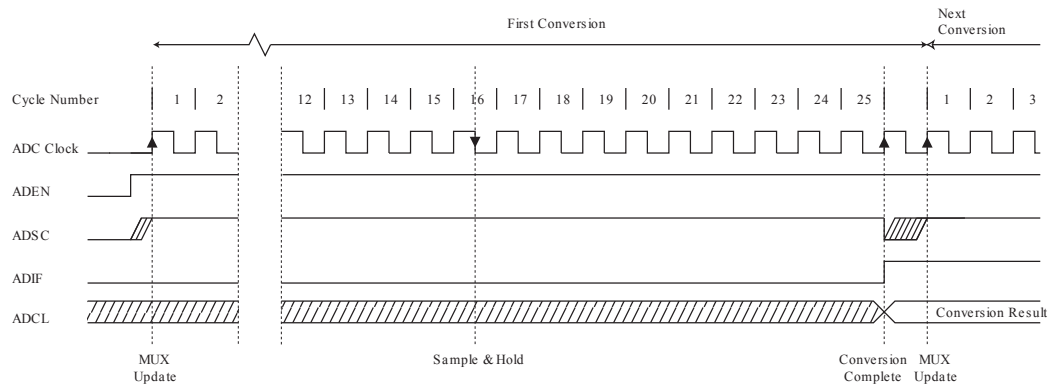 First Conversion
Next
Conversion
Cycle Number 1 2 12 13 14 15 16 17 18 19 20 21 22 23 24 25 1 2 3
ADC Clock
ADEN
ADSC
ADIF
ADCL Conversion Result
MUX
Update
Sample & Hold
Conversion
Complete
MUX
Update